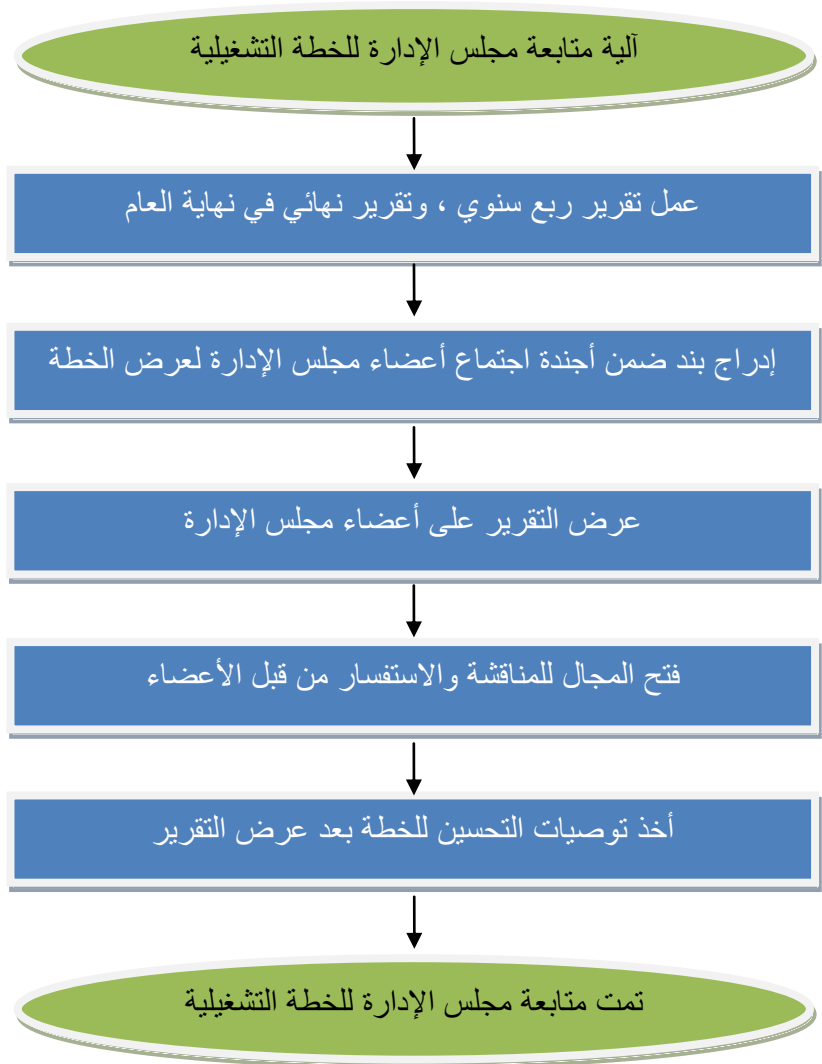 آلية متابعة مجلس الإدارة للخطة التشغيلية
عمل تقرير ربع سنوي ، وتقرير نهائي في نهاية العام
إدراج بند ضمن أجندة اجتماع أعضاء مجلس الإدارة لعرض الخطة
عرض التقرير على أعضاء مجلس الإدارة
فتح المجال للمناقشة والاستفسار من قبل الأعضاء
أخذ توصيات التحسين للخطة بعد عرض التقرير
تمت متابعة مجلس الإدارة للخطة التشغيلية